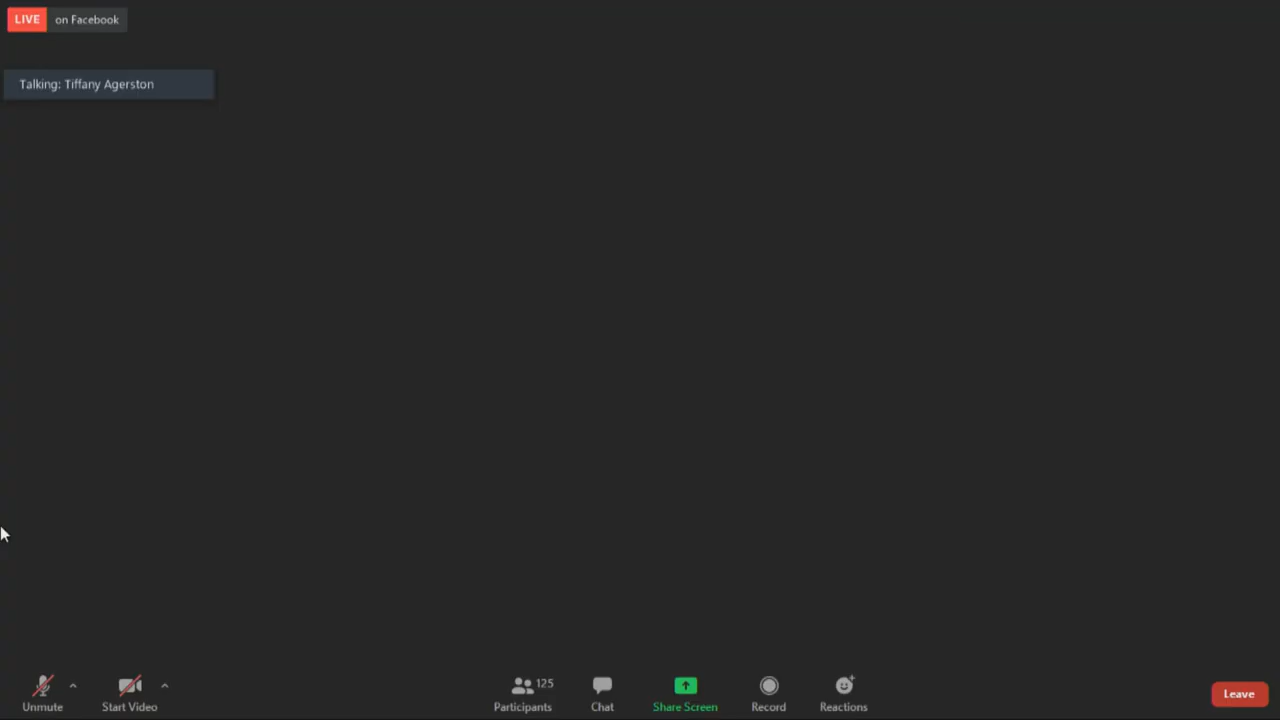 LIVE on Facebook
Talking: Tiffany Agerston
125
Unmute
Start Video
Participants
Chat
Share Screen
Record
Reactions
Leave